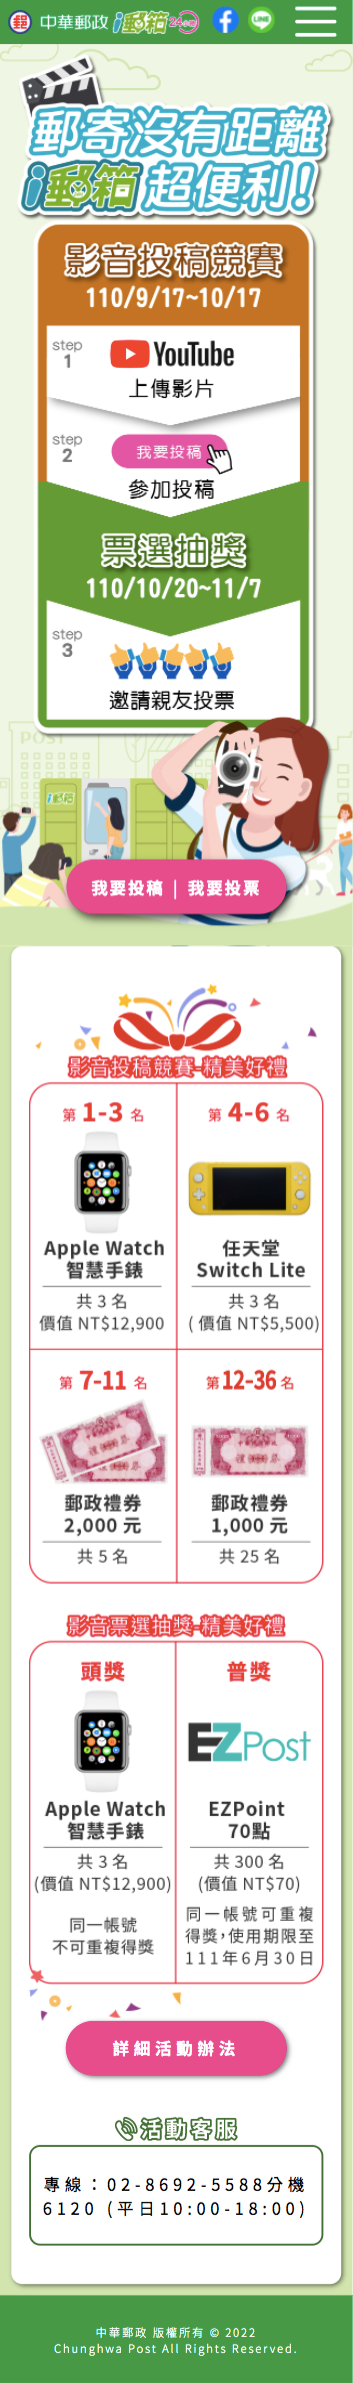 中華郵政 i郵箱 24小時
LINE
郵寄沒有距離
i郵箱超便利!
影音投稿競賽
110/9/17~10/17
step
1
YouTube
上傳影片
step
2
我要投稿
參加投稿
票選抽獎
110/10/20~11/7
step
3
邀請親友投票
POST
i郵箱
我要投稿 | 我要投票
影音投稿競賽-精美好禮
第 1-3 名
第 4-6 名
Apple Watch
智慧手錶
共 3 名
價值 NT$12,900
任天堂
Switch Lite
共 3 名
( 價值 NT$5,500)
第 7-11 名
第 12-36 名
郵政禮券
2,000 元
共 5 名
郵政禮券
1,000 元
共 25 名
影音票選抽獎-精美好禮
頭獎
普獎
EZPost
Apple Watch
智慧手錶
共 3 名
(價值 NT$12,900)
同一帳號
不可重複得獎
EZPoint
70點
共 300 名
(價值 NT$70)
同一帳號可重複
得獎，使用期限至
111年6月30日
詳細活動辦法
活動客服
專線：02-8692-5588分機
6120 (平日10:00-18:00)
中華郵政 版權所有 © 2022
Chunghwa Post All Rights Reserved.